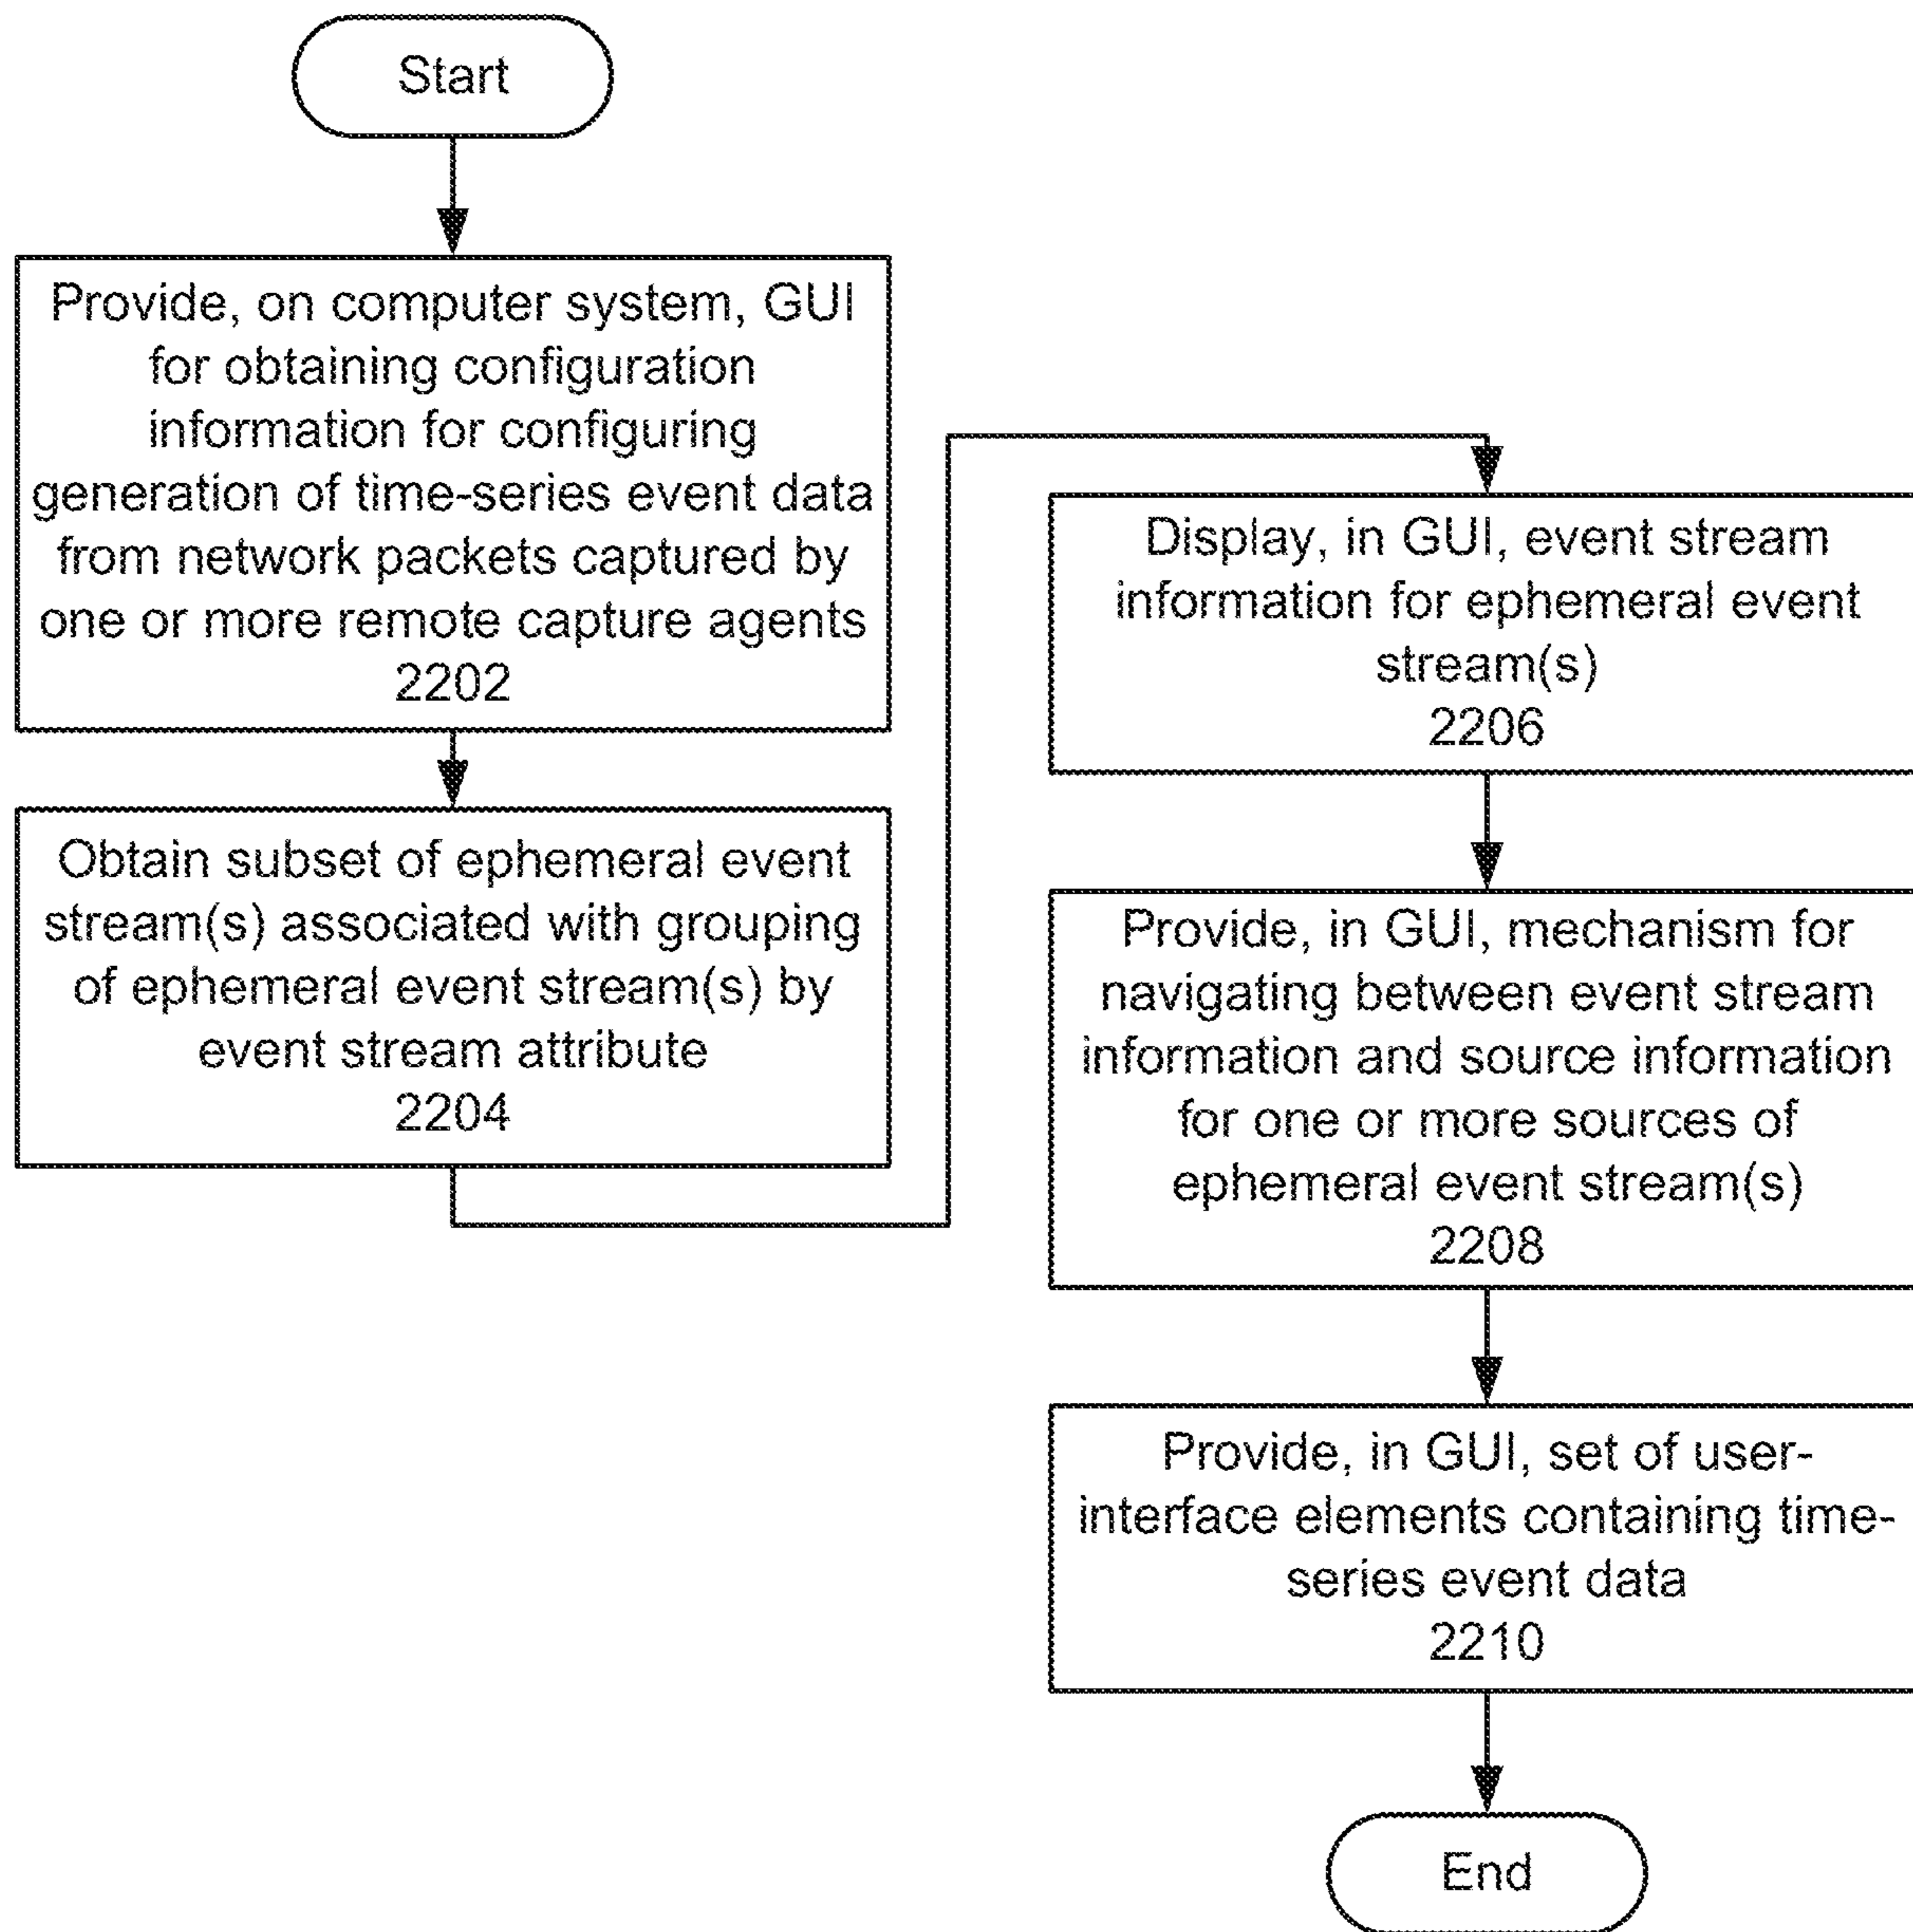 Start
Provide, on computer system, GUI
for obtaining configuration
information for configuring
generation of time-series event data
from network packets captured by
one or more remote capture agents
2202
Obtain subset of ephemeral event
stream(s) associated with grouping
of ephemeral event stream(s) by
event stream attribute
2204
Display, in GUI, event stream
information for ephemeral event
stream(s)
2206
Provide, in GUI, mechanism for
navigating between event stream
information and source information
for one or more sources of
ephemeral event stream(s)
2208
Provide, in GUI, set of user-
interface elements containing time-
series event data
2210
End